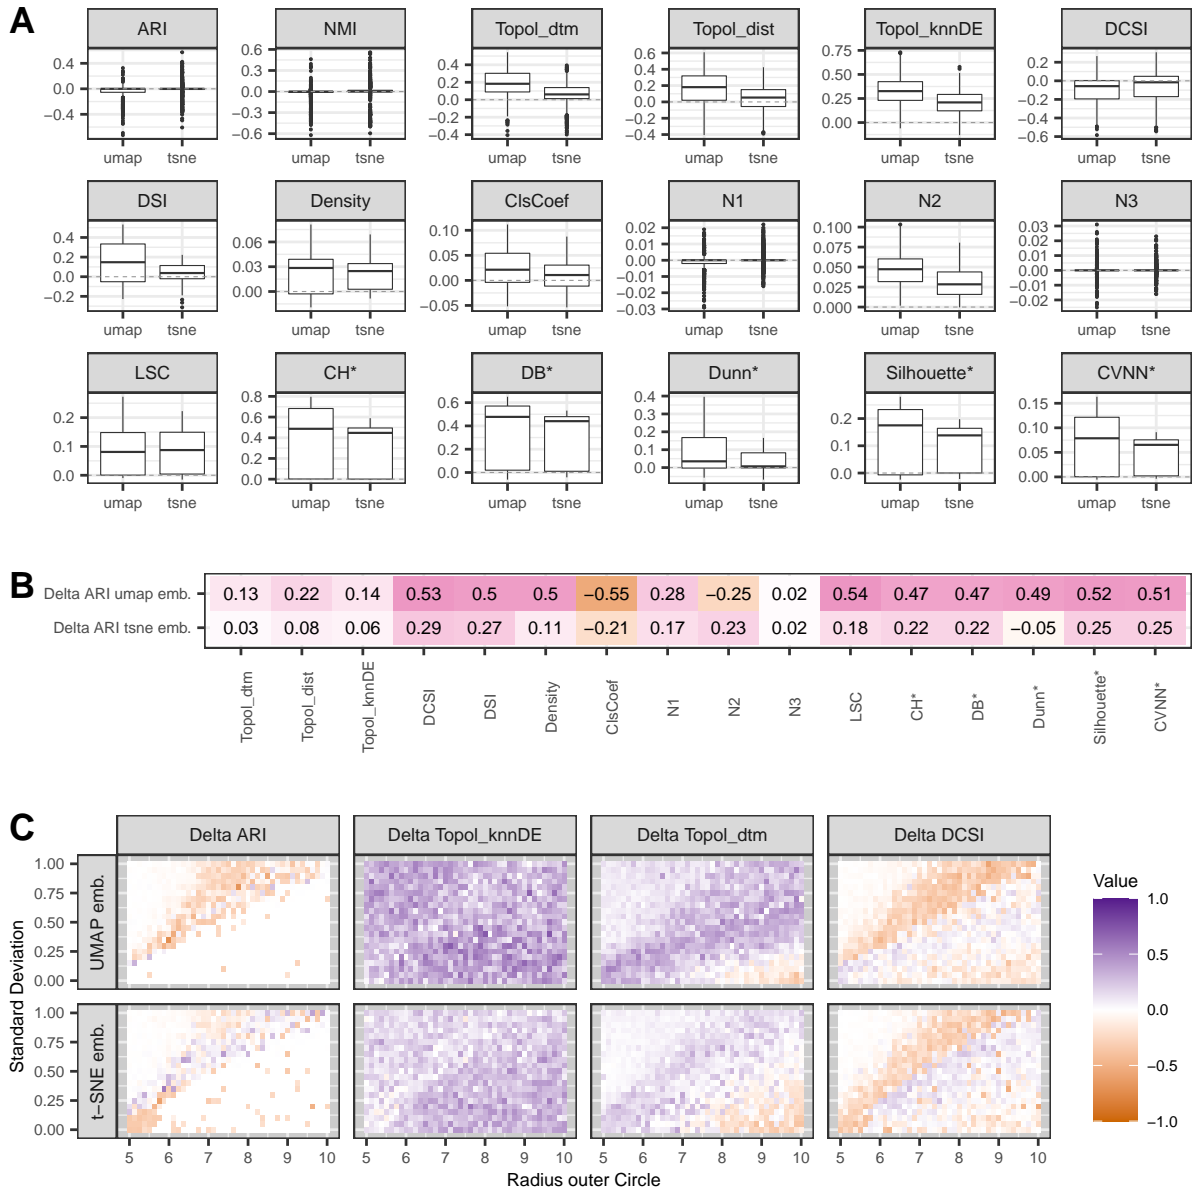 A
ARI NMI Topol_dtm Topol_dist Topol_knnDE DCSI
0.4 0.0 −0.4
0.6 0.3 0.0 −0.3 −0.6
0.4 0.2 0.0 −0.2 −0.4
0.6 0.4 0.2 0.0 −0.2 −0.4
0.75 0.50 0.25 0.00
0.2 0.0 −0.2 −0.4 −0.6
umap tsne umap tsne umap tsne umap tsne umap tsne umap tsne
DSI Density ClsCoef N1 N2 N3
0.4 0.2 0.0 −0.2
0.06 0.03 0.00
0.10 0.05 0.00 −0.05
0.02 0.01 0.00 −0.01 −0.02 −0.03
0.100 0.075 0.050 0.025 0.000
0.03 0.02 0.01 0.00 −0.01 −0.02
umap tsne umap tsne umap tsne umap tsne umap tsne umap tsne
LSC CH* DB* Dunn* Silhouette* CVNN*
0.2 0.1 0.0
0.8 0.6 0.4 0.2 0.0
0.6 0.4 0.2 0.0
0.4 0.3 0.2 0.1 0.0
0.2 0.1 0.0
0.15 0.10 0.05 0.00
umap tsne umap tsne umap tsne umap tsne umap tsne umap tsne
B
Delta ARI umap emb. 0.13 0.22 0.14 0.53 0.5 0.5 −0.55 0.28 −0.25 0.02 0.54 0.47 0.47 0.49 0.52 0.51
Delta ARI tsne emb. 0.03 0.08 0.06 0.29 0.27 0.11 −0.21 0.17 0.23 0.02 0.18 0.22 0.22 −0.05 0.25 0.25
Topol_dtm Topol_dist Topol_knnDE DCSI DSI Density ClsCoef N1 N2 N3 LSC CH* DB* Dunn* Silhouette* CVNN*
C
Delta ARI Delta Topol_knnDE Delta Topol_dtm Delta DCSI
Standard Deviation
UMAP emb.
1.00 0.75 0.50 0.25 0.00
t−SNE emb.
1.00 0.75 0.50 0.25 0.00
5 6 7 8 9 10 5 6 7 8 9 10 5 6 7 8 9 10 5 6 7 8 9 10
Radius outer Circle
Value
1.0
0.5
0.0
−0.5
−1.0